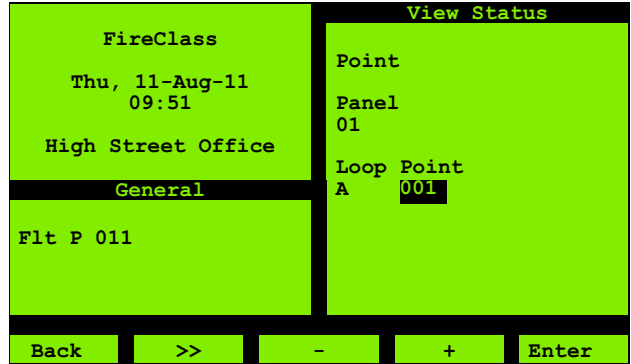 FireClass
Thu, 11-Aug-11
09:51
High Street Office
General
Flt P 011
View Status
Point
Panel
01
Loop Point
A 001
Back >> - + Enter